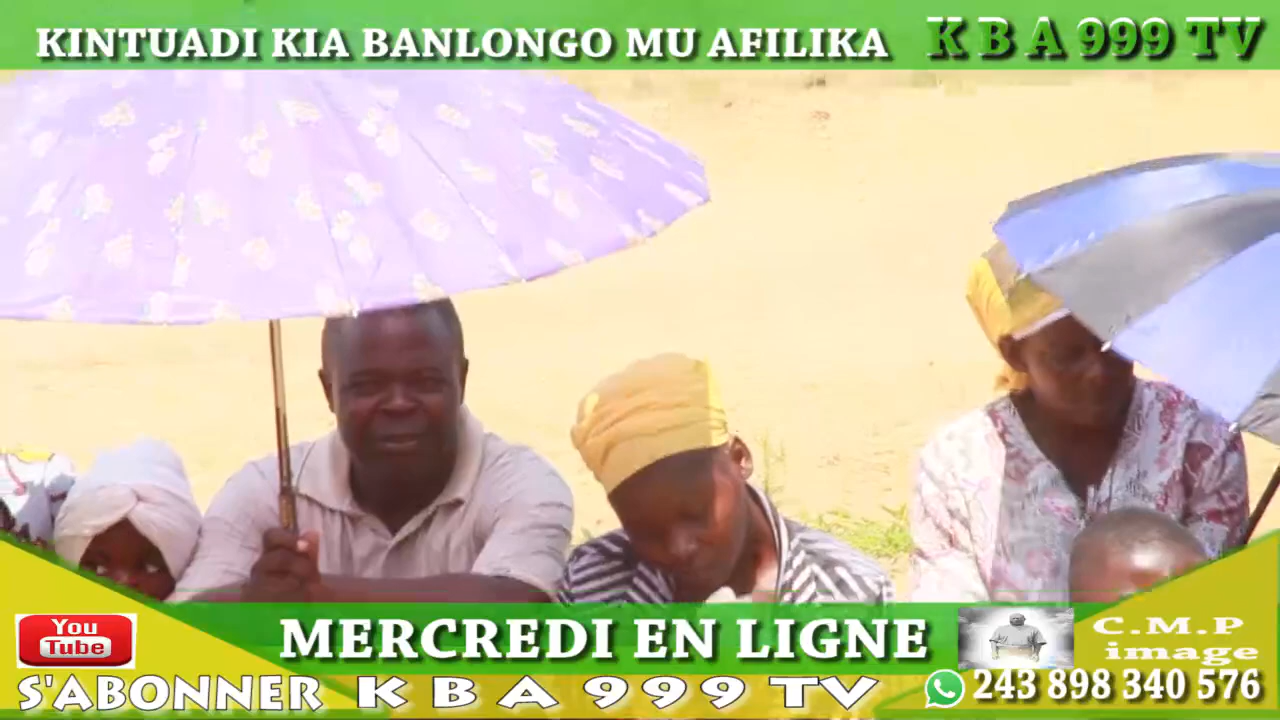 KINTUADI KIA BANLONGO MU AFILIKA
K B A 999 TV
MERCREDI EN LIGNE
You
Tube
C.M.P
image
S'ABONNER K B A 999 TV
243 898 340 576